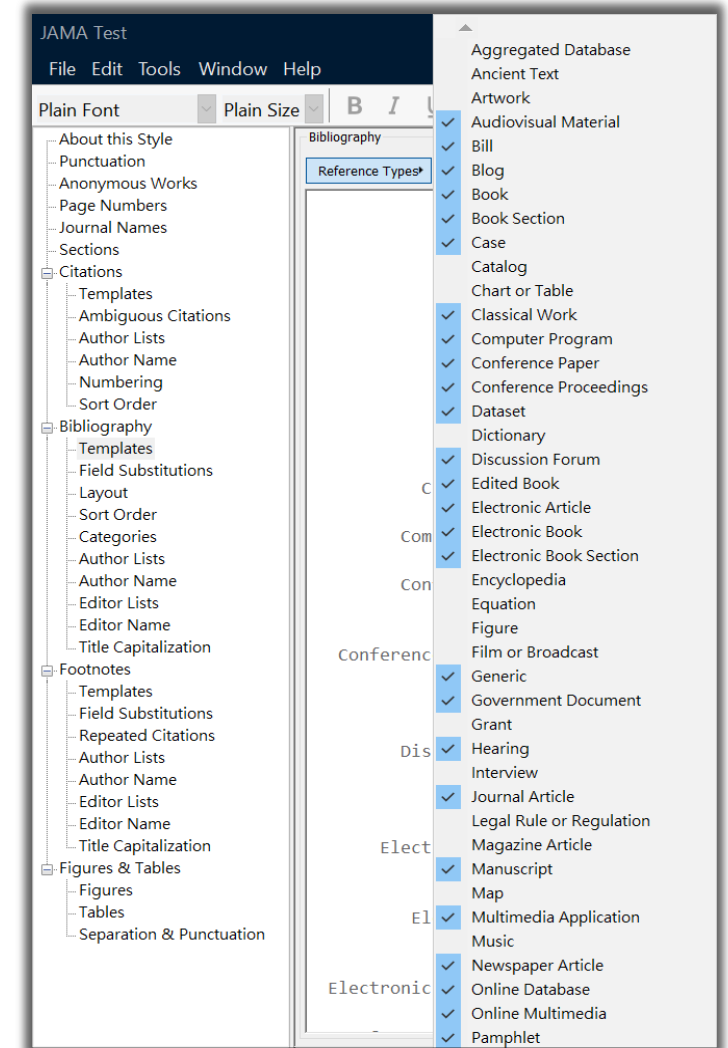 JAMA Test
File Edit Tools Window Help
Plain Font Plain Size B I U
About this Style
Punctuation
Anonymous Works
Page Numbers
Journal Names
Sections
Citations
Templates
Ambiguous Citations
Author Lists
Author Name
Numbering
Sort Order
Bibliography
Templates
Field Substitutions
Layout
Sort Order
Categories
Author Lists
Author Name
Editor Lists
Editor Name
Title Capitalization
Footnotes
Templates
Field Substitutions
Repeated Citations
Author Lists
Author Name
Editor Lists
Editor Name
Title Capitalization
Figures & Tables
Figures
Tables
Separation & Punctuation
Bibliography
Reference Types
C
Com
Con
Conferenc
Dis
Elect
El
Electronic
Aggregated Database
Ancient Text
Artwork
Audiovisual Material
Bill
Blog
Book
Book Section
Case
Catalog
Chart or Table
Classical Work
Computer Program
Conference Paper
Conference Proceedings
Dataset
Dictionary
Discussion Forum
Edited Book
Electronic Article
Electronic Book
Electronic Book Section
Encyclopedia
Equation
Figure
Film or Broadcast
Generic
Government Document
Grant
Hearing
Interview
Journal Article
Legal Rule or Regulation
Magazine Article
Manuscript
Map
Multimedia Application
Music
Newspaper Article
Online Database
Online Multimedia
Pamphlet